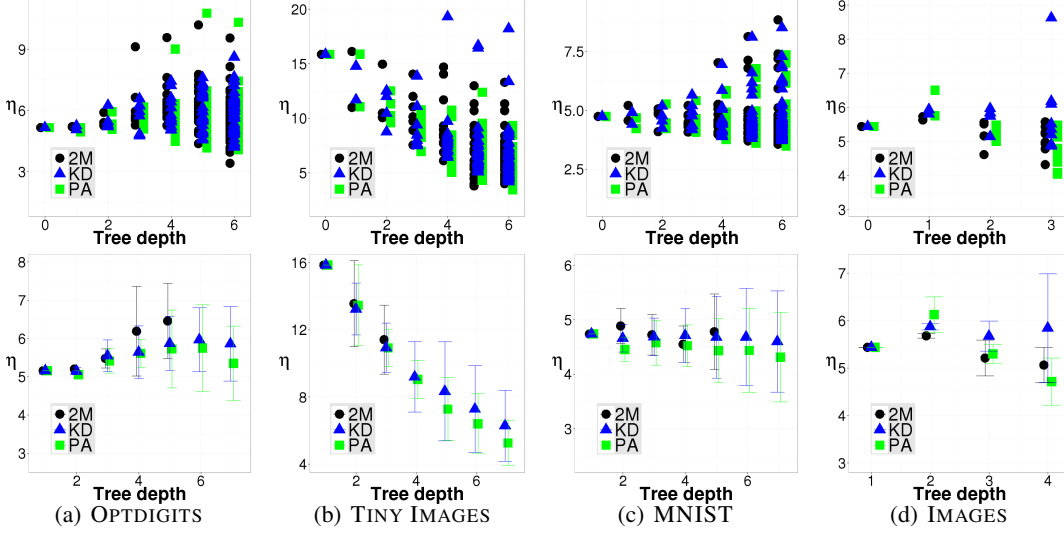 9
6
3
η
2M
KD
PA
0 2 4 6
Tree depth
20
15
10
5
η
2M
KD
PA
0 2 4 6
Tree depth
7.5
5.0
2.5
η
2M
KD
PA
0 2 4 6
Tree depth
8
7
6
5
4
3
η
2M
KD
PA
0 1 2 3
Tree depth
8
7
6
5
4
3
η
2M
KD
PA
2 4 6
Tree depth
16
12
8
4
η
2M
KD
PA
2 4 6
Tree depth
6
5
4
3
η
2M
KD
PA
2 4 6
Tree depth
7
6
5
4
3
η
2M
KD
PA
1 2 3 4
Tree depth
(a) OPTDIGITS (b) TINY IMAGES (c) MNIST (d) IMAGES